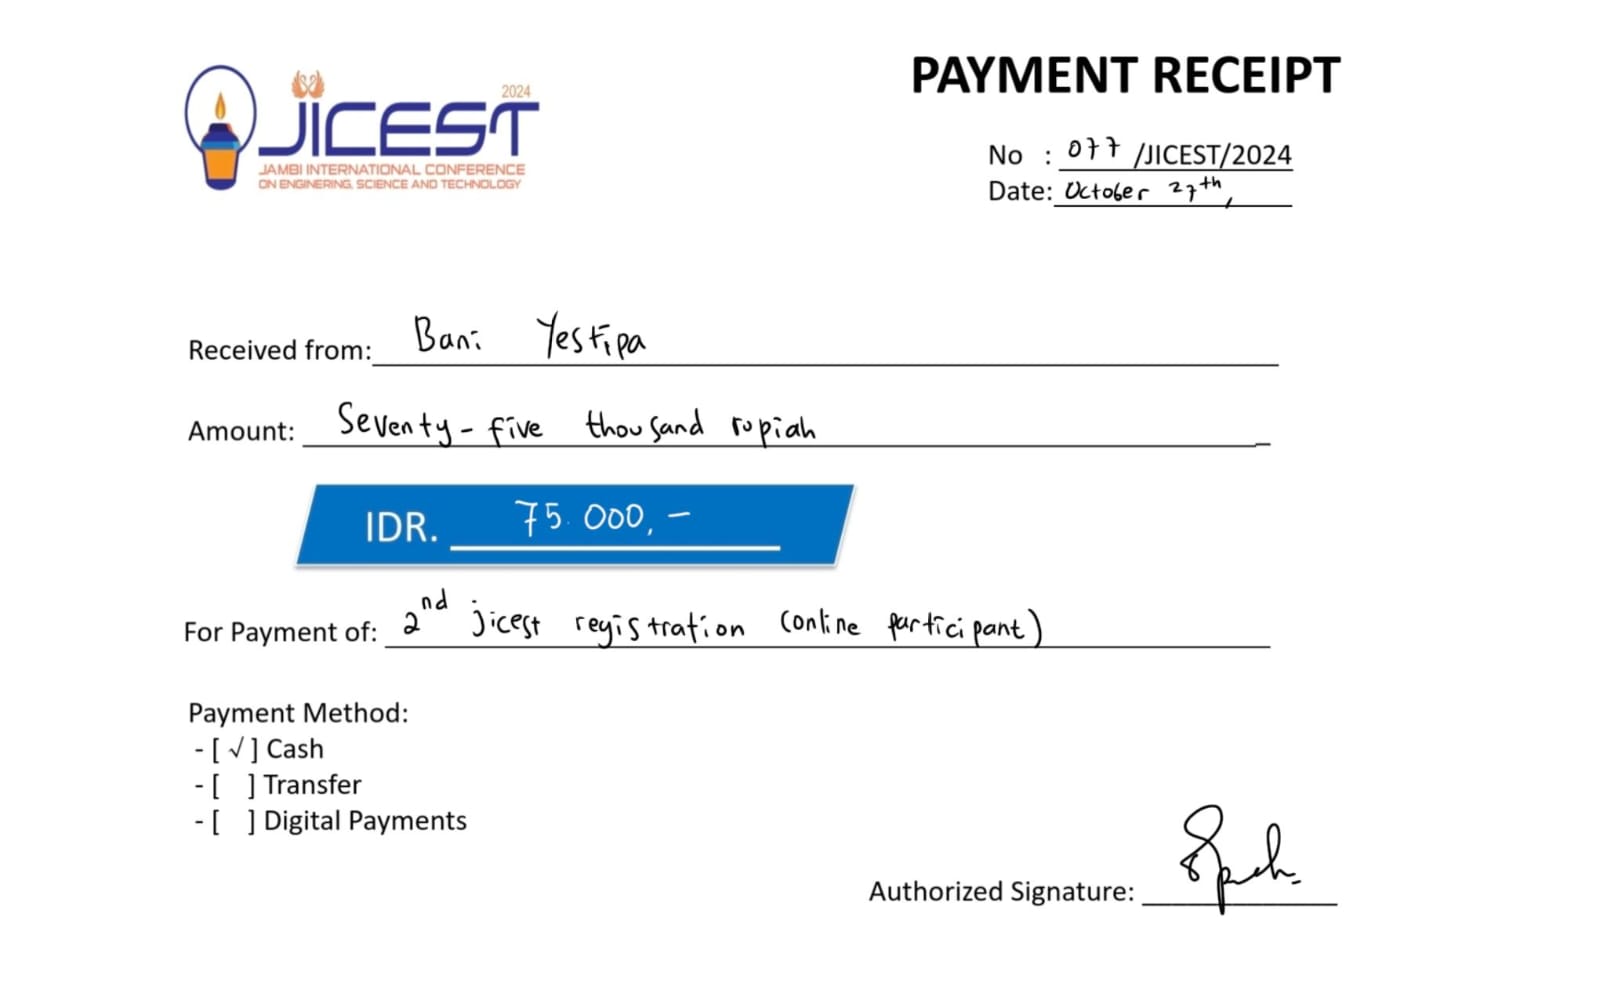 2024
JICEST
JAMBI INTERNATIONAL CONFERENCE
ON ENGINERING, SCIENCE AND TECHNOLOGY
PAYMENT RECEIPT
No : 077 /JICEST/2024
Date: October 27th,
Received from: Bani Yestipa
Amount: Seventy-five thousand rupiah
IDR. 75.000,-
For Payment of: 2nd jicest registration (online participant)
Payment Method:
- [ √ ] Cash
- [ ] Transfer
- [ ] Digital Payments
Authorized Signature: